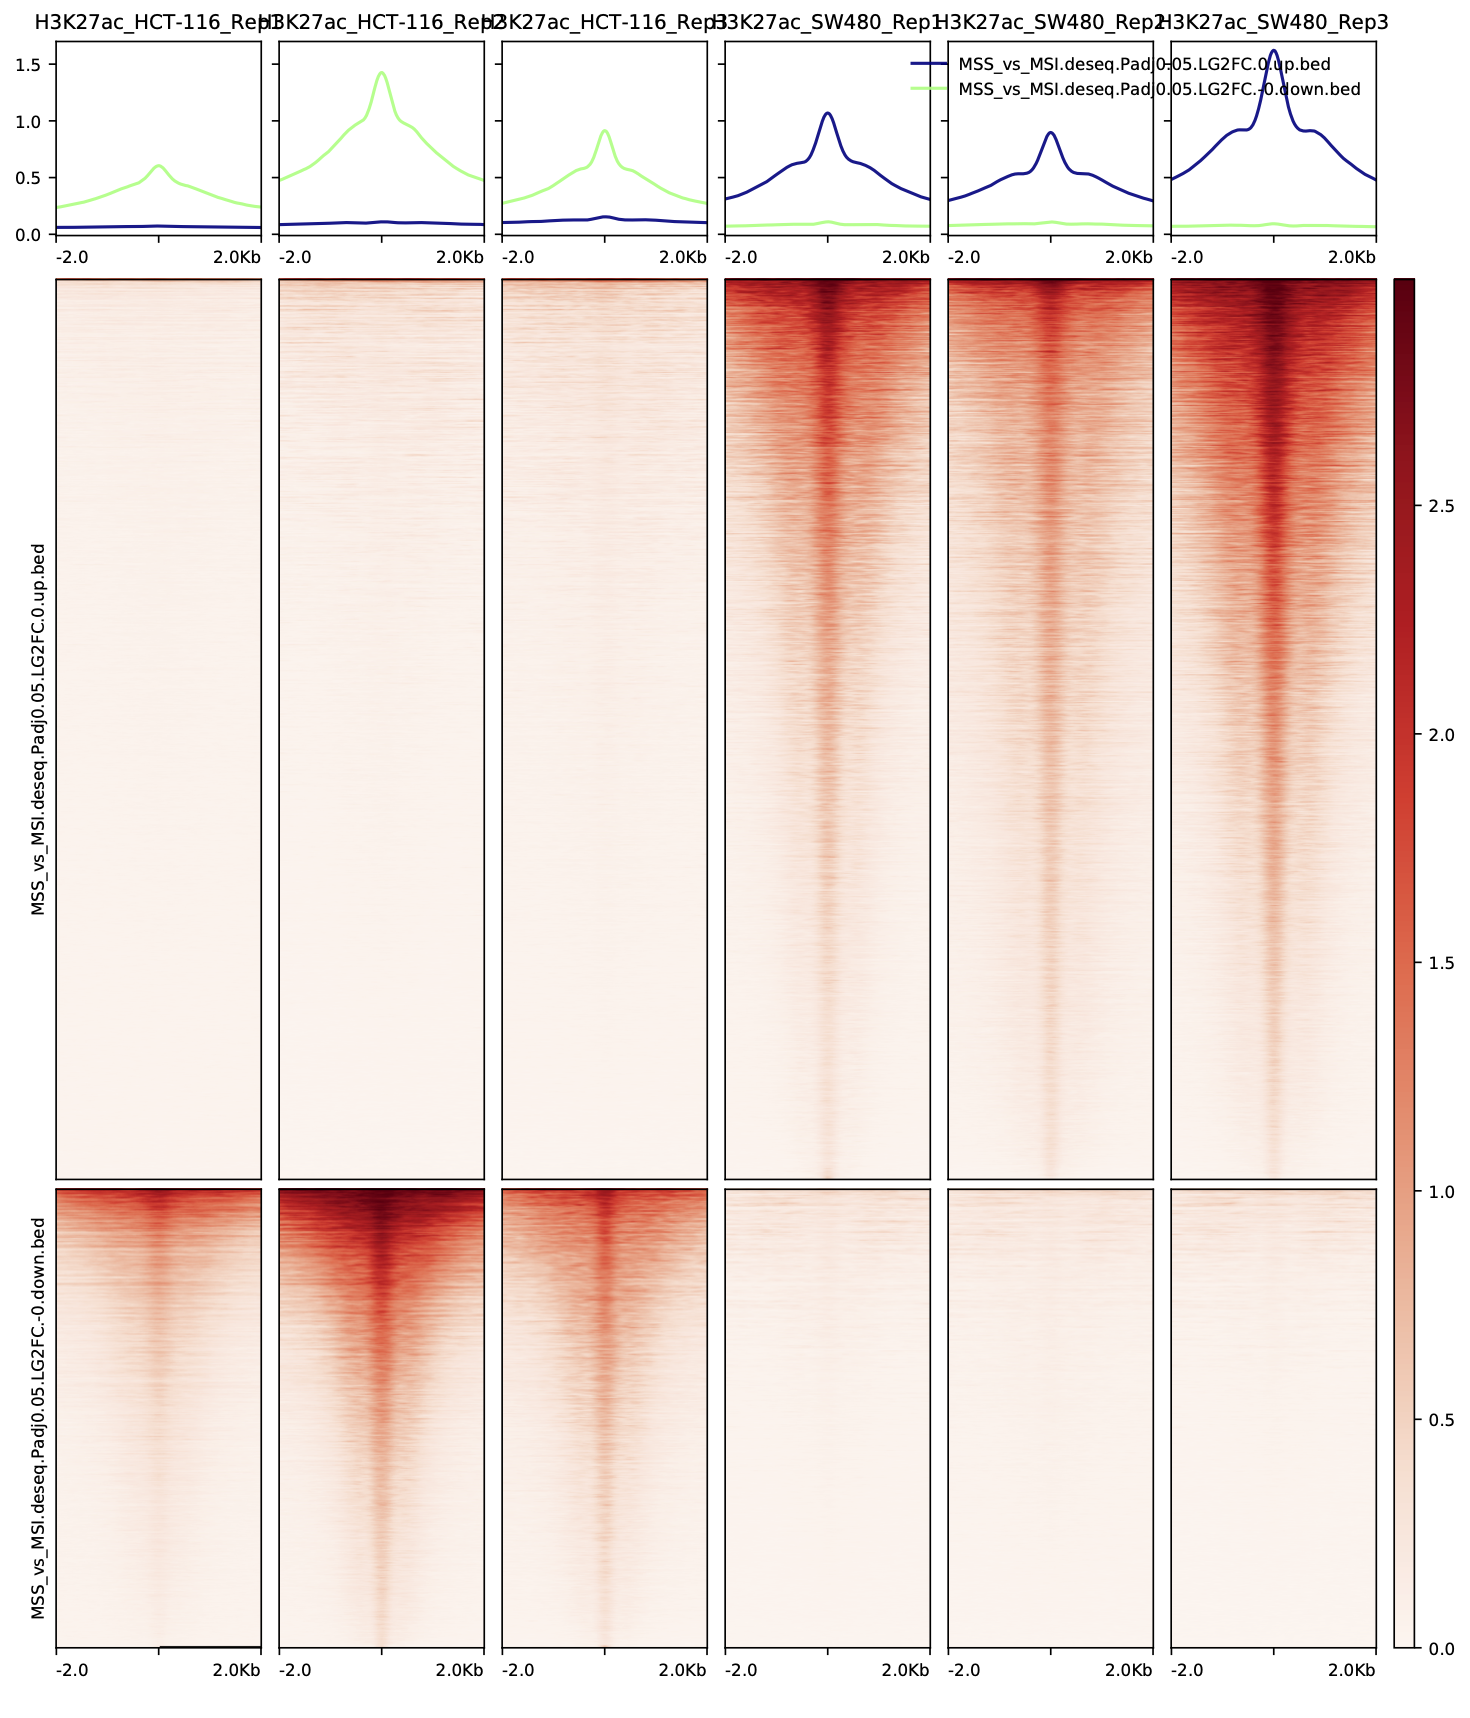 H3K27ac_HCT-116_Rep1
H3K27ac_HCT-116_Rep2
H3K27ac_HCT-116_Rep3
H3K27ac_SW480_Rep1
H3K27ac_SW480_Rep2
H3K27ac_SW480_Rep3
1.5
1.0
0.5
0.0
MSS_vs_MSI.deseq.Padj0.05.LG2FC.0.up.bed
MSS_vs_MSI.deseq.Padj0.05.LG2FC.-0.down.bed
-2.0 2.0Kb
-2.0 2.0Kb
-2.0 2.0Kb
-2.0 2.0Kb
-2.0 2.0Kb
-2.0 2.0Kb
MSS_vs_MSI.deseq.Padj0.05.LG2FC.0.up.bed
MSS_vs_MSI.deseq.Padj0.05.LG2FC.-0.down.bed
2.5
2.0
1.5
1.0
0.5
0.0
-2.0 2.0Kb
-2.0 2.0Kb
-2.0 2.0Kb
-2.0 2.0Kb
-2.0 2.0Kb
-2.0 2.0Kb